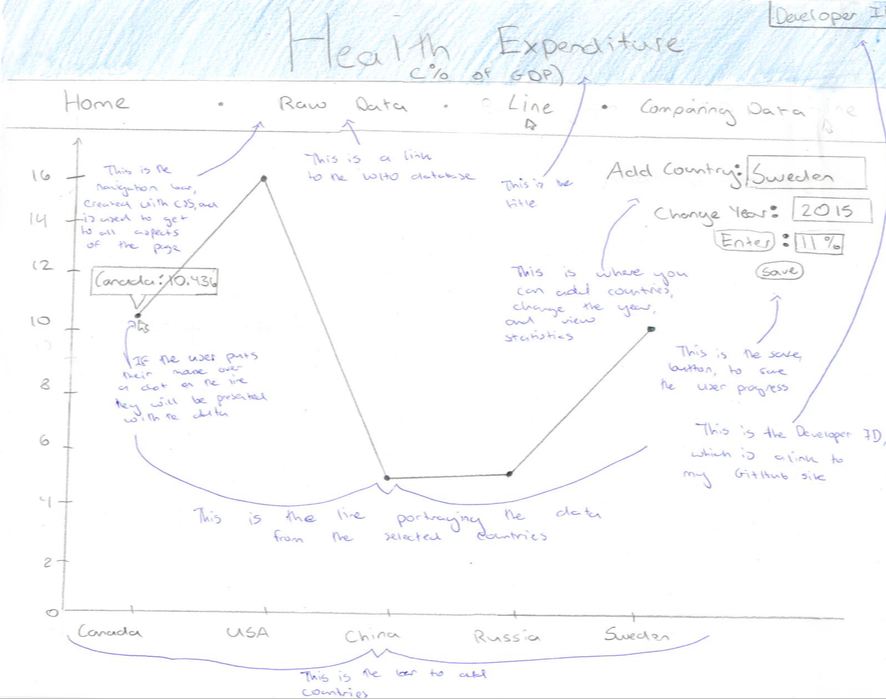 Developer I
Health Expenditure
(% of GDP)
Home • Raw Data • Line • Comparing Data
This is the
navigation bar,
created with CSS, and
is used to get
to all aspects
of the page
This is a link
to the WHO database
This is the
title
Add Country: Sweden
Change Year: 2015
Enter : 11%
Save
This is where you
can add countries,
change the year,
and view
statistics
This is the save
button, to save
the user progress
This is the Developer ID,
which is a link to
my GitHub site
Canada: 10.43%
If the user puts
their mouse over
a dot on the line
they will be presented
with the data
This is the line portraying the data
from the selected countries
16
14
12
10
8
6
4
2
0
Canada USA China Russia Sweden
This is the bar to add
countries